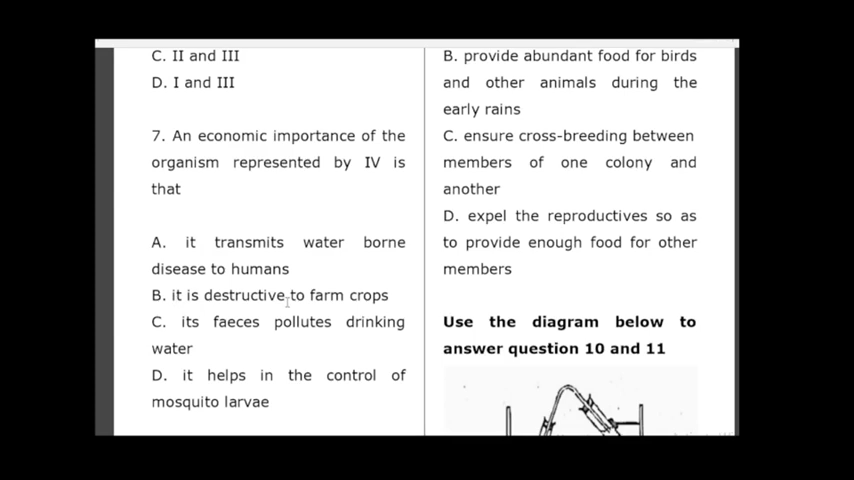 C. II and III
D. I and III
7. An economic importance of the
organism represented by IV is
that
A. it transmits water borne
disease to humans
B. it is destructive to farm crops
C. its faeces pollutes drinking
water
D. it helps in the control of
mosquito larvae
B. provide abundant food for birds
and other animals during the
early rains
C. ensure cross-breeding between
members of one colony and
another
D. expel the reproductives so as
to provide enough food for other
members
Use the diagram below to
answer question 10 and 11